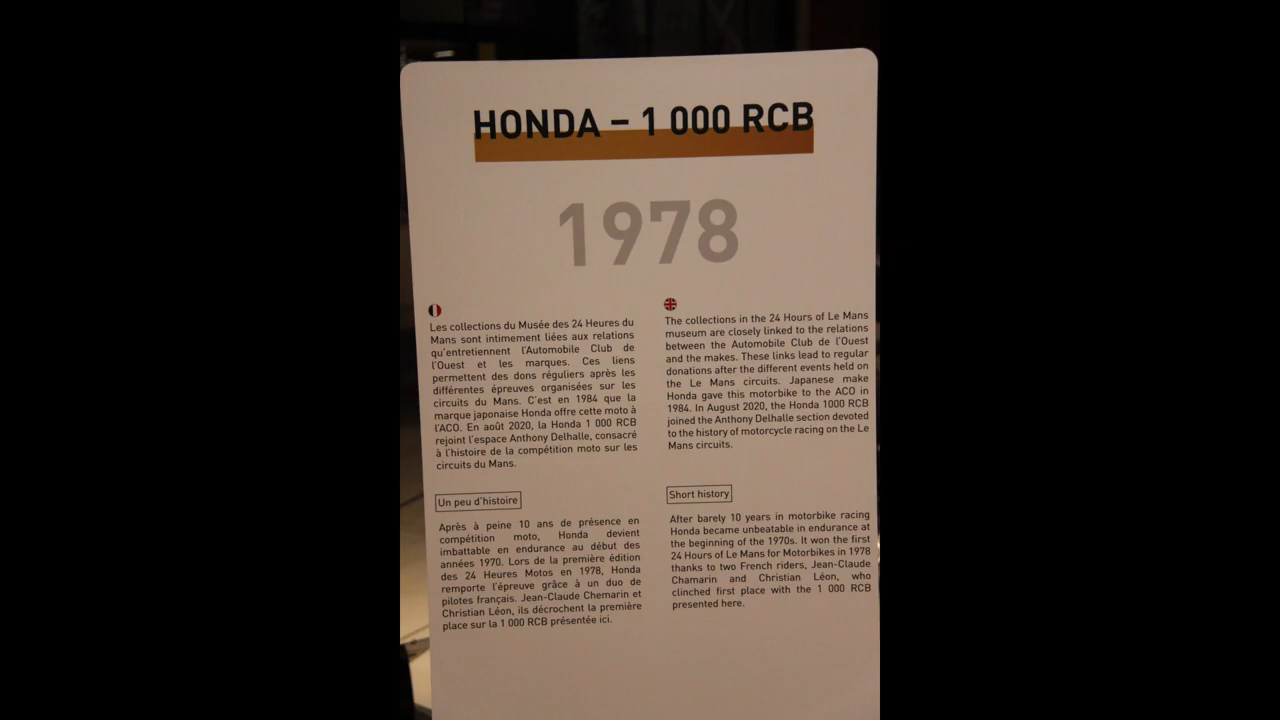 HONDA – 1 000 RCB
1978
Les collections du Musée des 24 Heures du
Mans sont intimement liées aux relations
qu'entretiennent l'Automobile Club de
l'Ouest et les marques. Ces liens
permettent des dons réguliers après les
différentes épreuves organisées sur les
circuits du Mans. C'est en 1984 que la
marque japonaise Honda offre cette moto à
l'ACO. En août 2020, la Honda 1 000 RCB
rejoint l'espace Anthony Delhalle, consacré
à l'histoire de la compétition moto sur les
circuits du Mans.
Un peu d'histoire
Après à peine 10 ans de présence en
compétition moto, Honda devient
imbattable en endurance au début des
années 1970. Lors de la première édition
des 24 Heures Motos en 1978, Honda
remporte l'épreuve grâce à un duo de
pilotes français. Jean-Claude Chemarin et
Christian Léon, ils décrochent la première
place sur la 1 000 RCB présentée ici.
The collections in the 24 Hours of Le Mans
museum are closely linked to the relations
between the Automobile Club de l'Ouest
and the makes. These links lead to regular
donations after the different events held on
the Le Mans circuits. Japanese make
Honda gave this motorbike to the ACO in
1984. In August 2020, the Honda 1000 RCB
joined the Anthony Delhalle section devoted
to the history of motorcycle racing on the Le
Mans circuits.
Short history
After barely 10 years in motorbike racing
Honda became unbeatable in endurance at
the beginning of the 1970s. It won the first
24 Hours of Le Mans for Motorbikes in 1978
thanks to two French riders, Jean-Claude
Chamarin and Christian Léon, who
clinched first place with the 1 000 RCB
presented here.